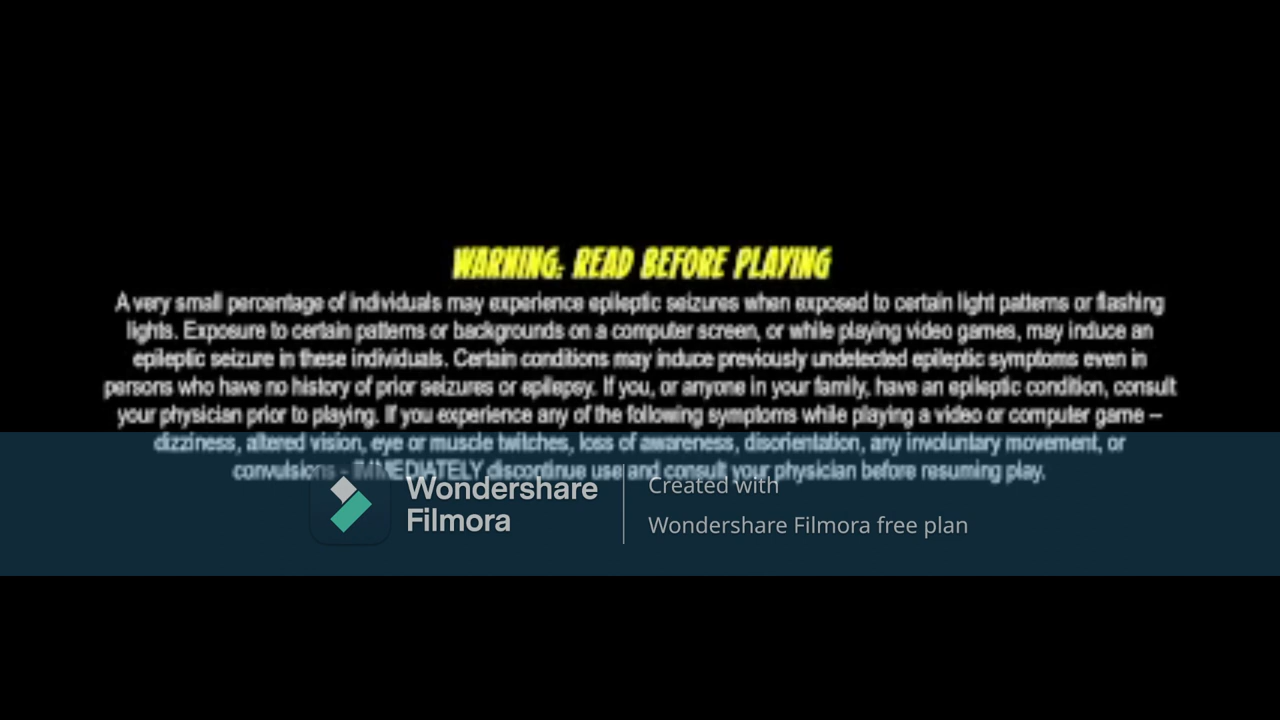 WARNING: READ BEFORE PLAYING
A very small percentage of individuals may experience epileptic seizures when exposed to certain light patterns or flashing
lights. Exposure to certain patterns or backgrounds on a computer screen, or while playing video games, may induce an
epileptic seizure in these individuals. Certain conditions may induce previously undetected epileptic symptoms even in
persons who have no history of prior seizures or epilepsy. If you, or anyone in your family, have an epileptic condition, consult
your physician prior to playing. If you experience any of the following symptoms while playing a video or computer game --
dizziness, altered vision, eye or muscle twitches, loss of awareness, disorientation, any involuntary movement, or
convulsions - IMMEDIATELY discontinue use and consult your physician before resuming play.
Wondershare
Filmora
Created with
Wondershare Filmora free plan